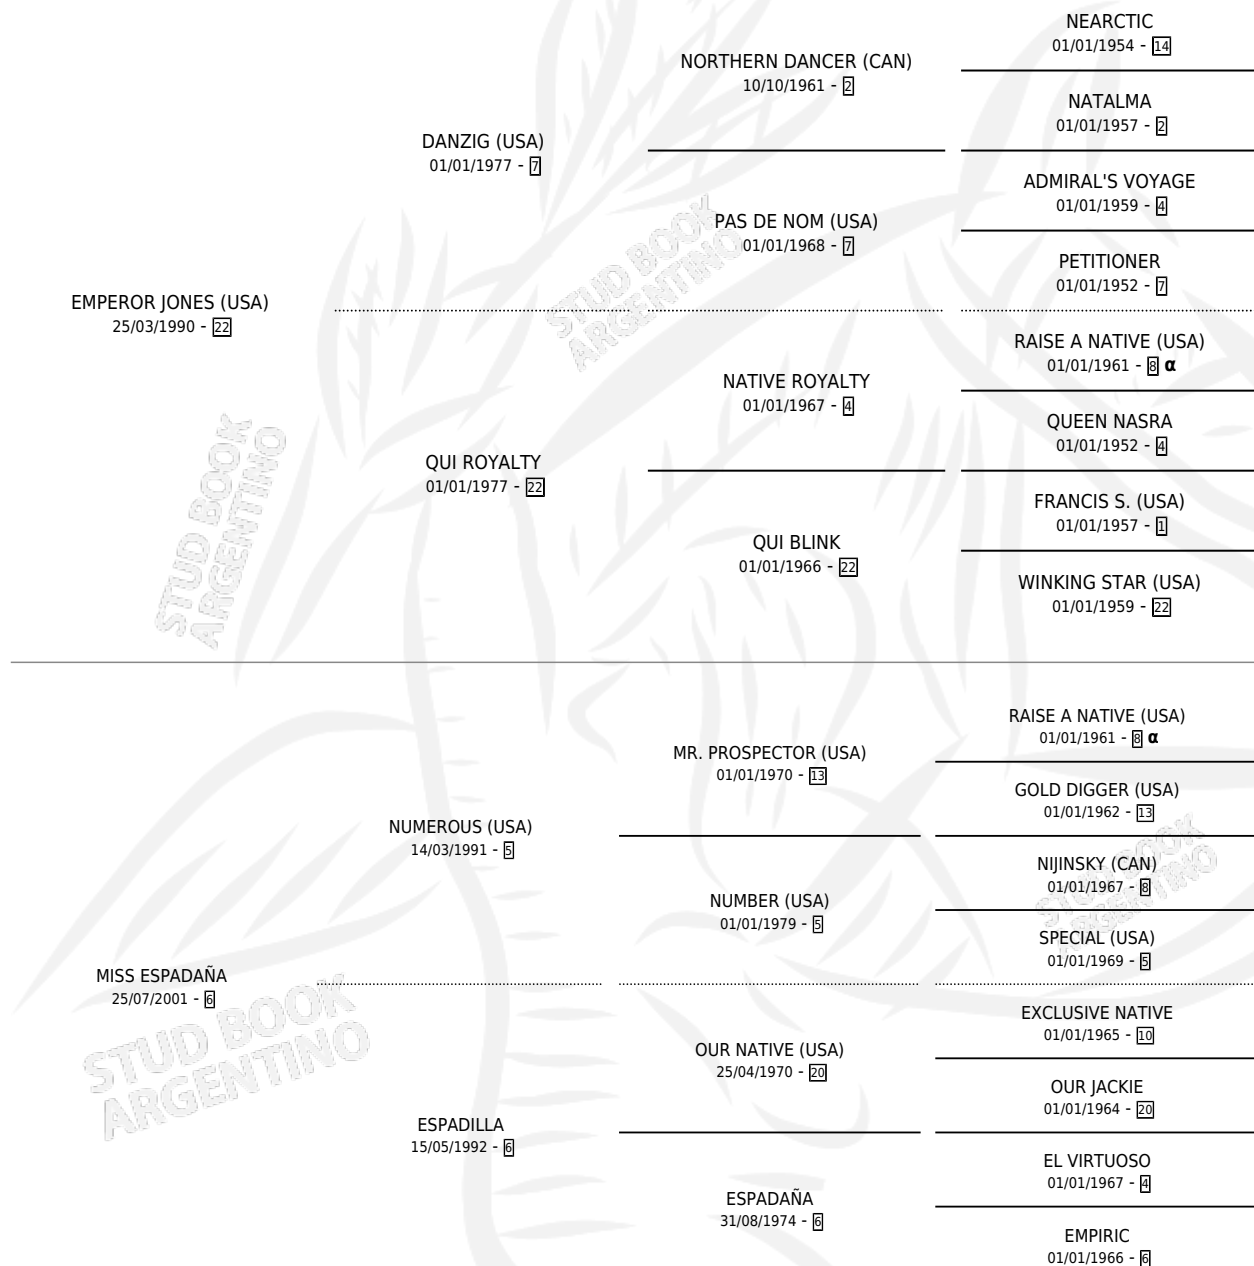 NEARCTIC
01/01/1954 - 14
NORTHERN DANCER (CAN)
10/10/1961 - 2
NATALMA
01/01/1957 - 2
DANZIG (USA)
01/01/1977 - 7
ADMIRAL'S VOYAGE
01/01/1959 - 4
PAS DE NOM (USA)
01/01/1968 - 7
PETITIONER
01/01/1952 - 7
EMPEROR JONES (USA)
25/03/1990 - 22
RAISE A NATIVE (USA)
01/01/1961 - 8 α
NATIVE ROYALTY
01/01/1967 - 4
QUEEN NASRA
01/01/1952 - 4
QUI ROYALTY
01/01/1977 - 22
FRANCIS S. (USA)
01/01/1957 - 1
QUI BLINK
01/01/1966 - 22
WINKING STAR (USA)
01/01/1959 - 22
RAISE A NATIVE (USA)
01/01/1961 - 8 α
MR. PROSPECTOR (USA)
01/01/1970 - 13
GOLD DIGGER (USA)
01/01/1962 - 13
NUMEROUS (USA)
14/03/1991 - 5
NIJINSKY (CAN)
01/01/1967 - 8
NUMBER (USA)
01/01/1979 - 5
SPECIAL (USA)
01/01/1969 - 5
MISS ESPADAÑA
25/07/2001 - 6
EXCLUSIVE NATIVE
01/01/1965 - 10
OUR NATIVE (USA)
25/04/1970 - 20
OUR JACKIE
01/01/1964 - 20
ESPADILLA
15/05/1992 - 6
EL VIRTUOSO
01/01/1967 - 4
ESPADAÑA
31/08/1974 - 6
EMPIRIC
01/01/1966 - 6
STUD BOOK
ARGENTINO
STUD BOOK
ARGENTINO
STUD BOOK
ARGENTINO
STUD BOOK
ARGENTINO